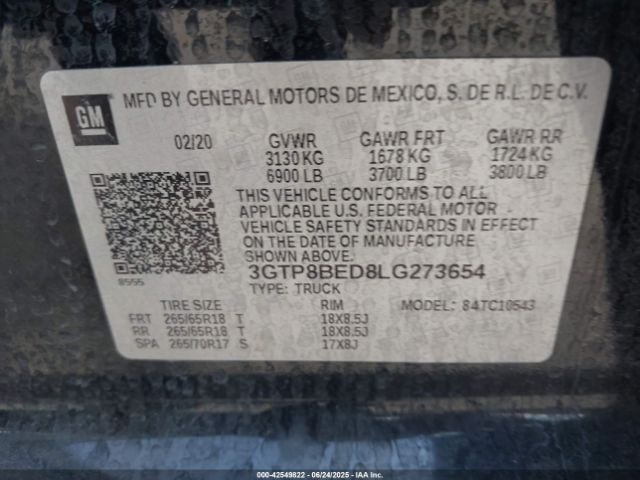 GM
MFD BY GENERAL MOTORS DE MEXICO, S. DE R.L. DE C.V.
02/20 GVWR GAWR FRT GAWR RR
3130 KG 1678 KG 1724 KG
6900 LB 3700 LB 3800 LB
THIS VEHICLE CONFORMS TO ALL
APPLICABLE U.S. FEDERAL MOTOR
VEHICLE SAFETY STANDARDS IN EFFECT
ON THE DATE OF MANUFACTURE
SHOWN ABOVE.
8555 3GTP8BED8LG273654
TYPE: TRUCK
TIRE SIZE RIM MODEL: 84TC10543
FRT 265/65R18 T 18X8.5J
RR 265/65R18 T 18X8.5J
SPA 265/70R17 S 17X8J
000-42549822 - 06/24/2025 - IAAI.COM